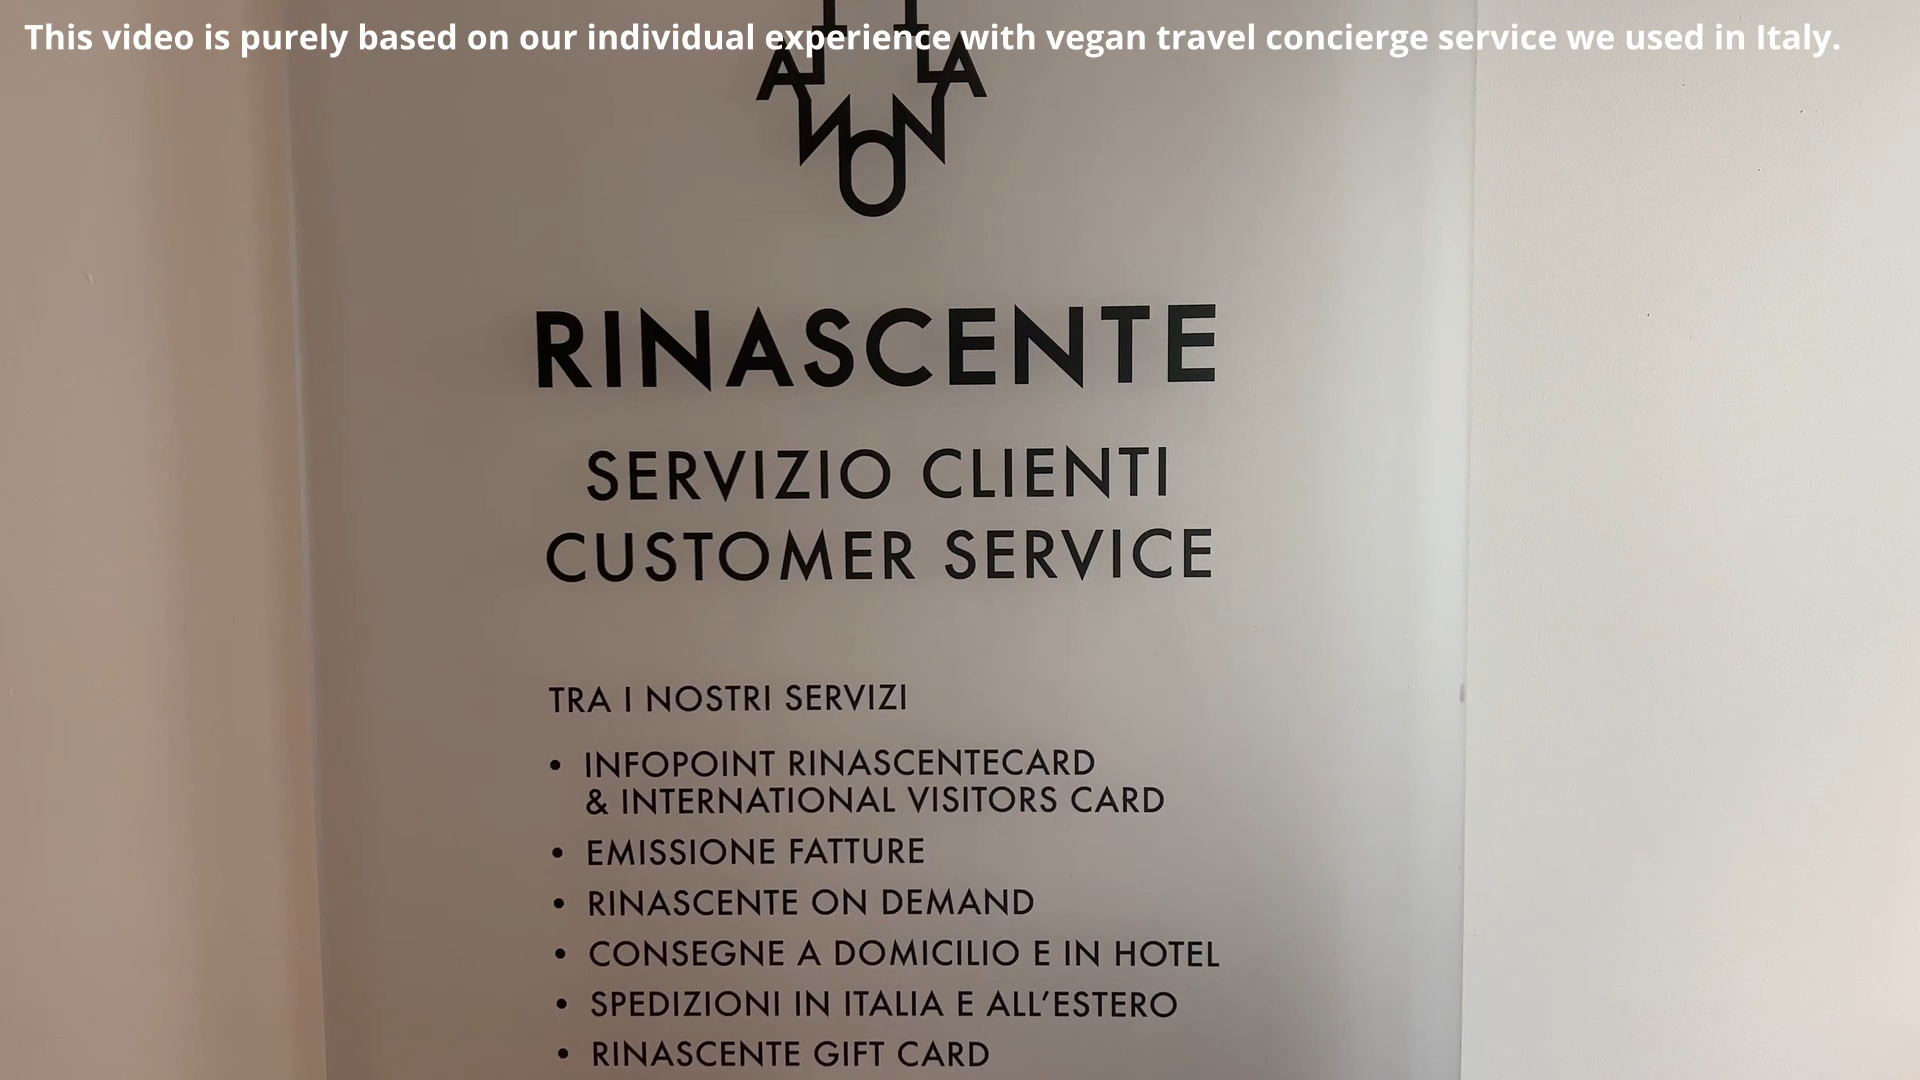 This video is purely based on our individual experience with vegan travel concierge service we used in Italy.
RINASCENTE
SERVIZIO CLIENTI
CUSTOMER SERVICE
TRA I NOSTRI SERVIZI
• INFOPOINT RINASCENTECARD
& INTERNATIONAL VISITORS CARD
• EMISSIONE FATTURE
• RINASCENTE ON DEMAND
• CONSEGNE A DOMICILIO E IN HOTEL
• SPEDIZIONI IN ITALIA E ALL’ESTERO
• RINASCENTE GIFT CARD